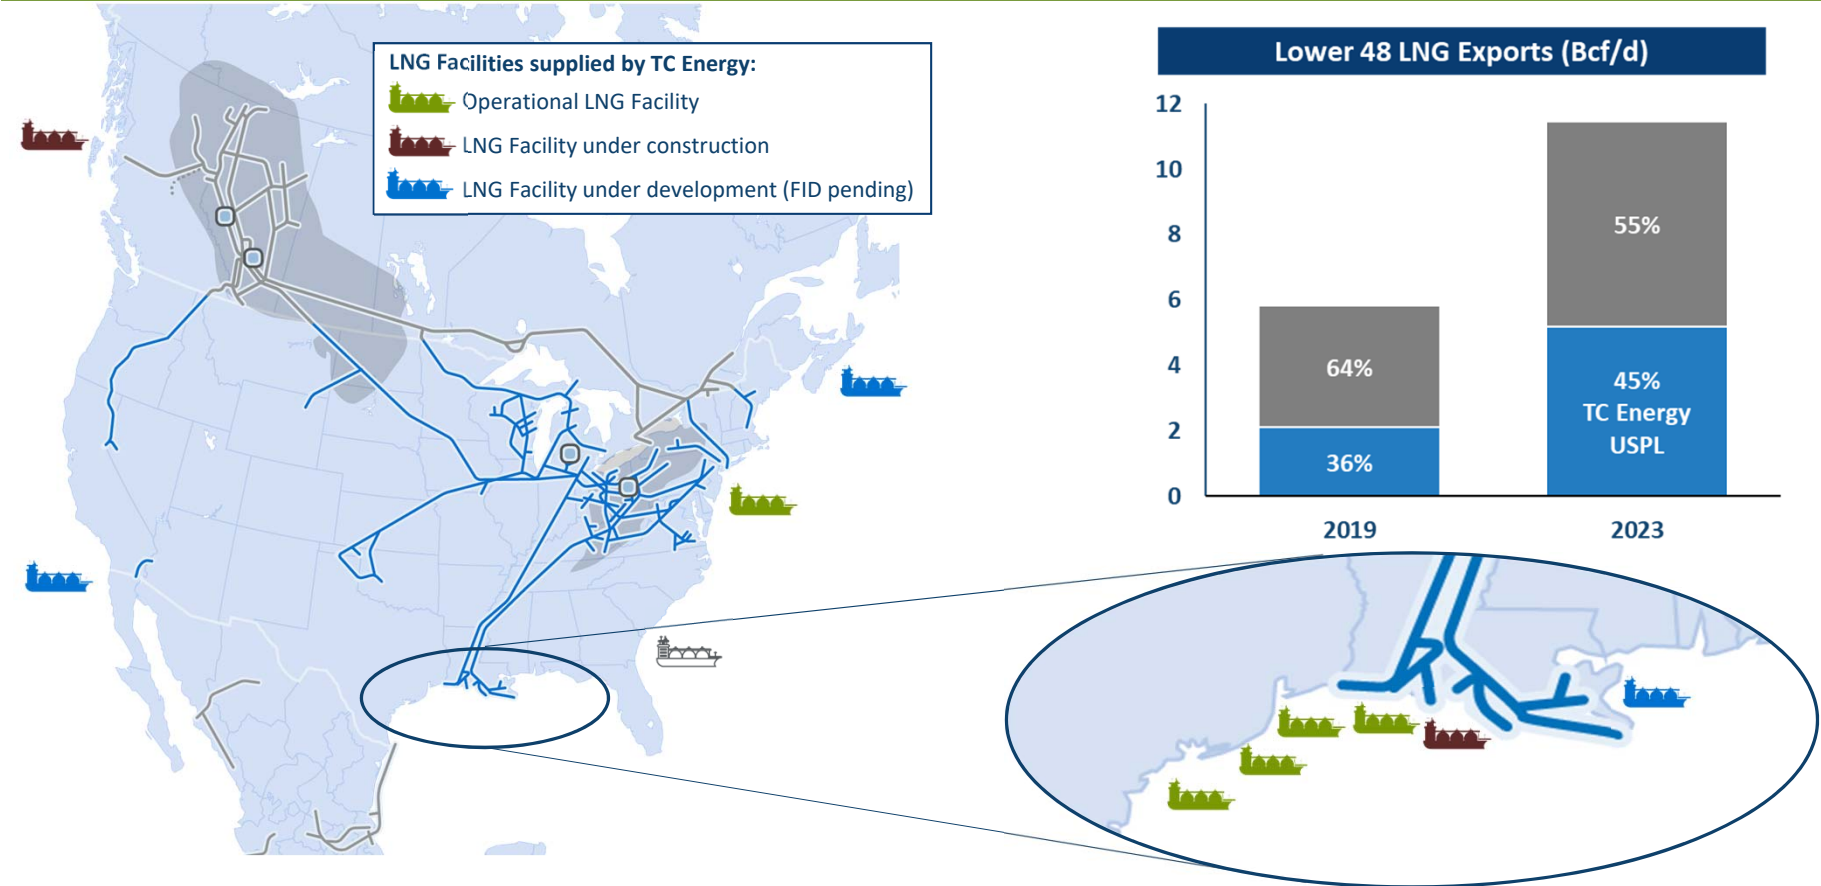 LNG Facilities supplied by TC Energy:
Operational LNG Facility
LNG Facility under construction
LNG Facility under development (FID pending)
Lower 48 LNG Exports (Bcf/d)
12
10
8
6
4
2
0
64%
36%
55%
45%
TC Energy
USPL
2019
2023